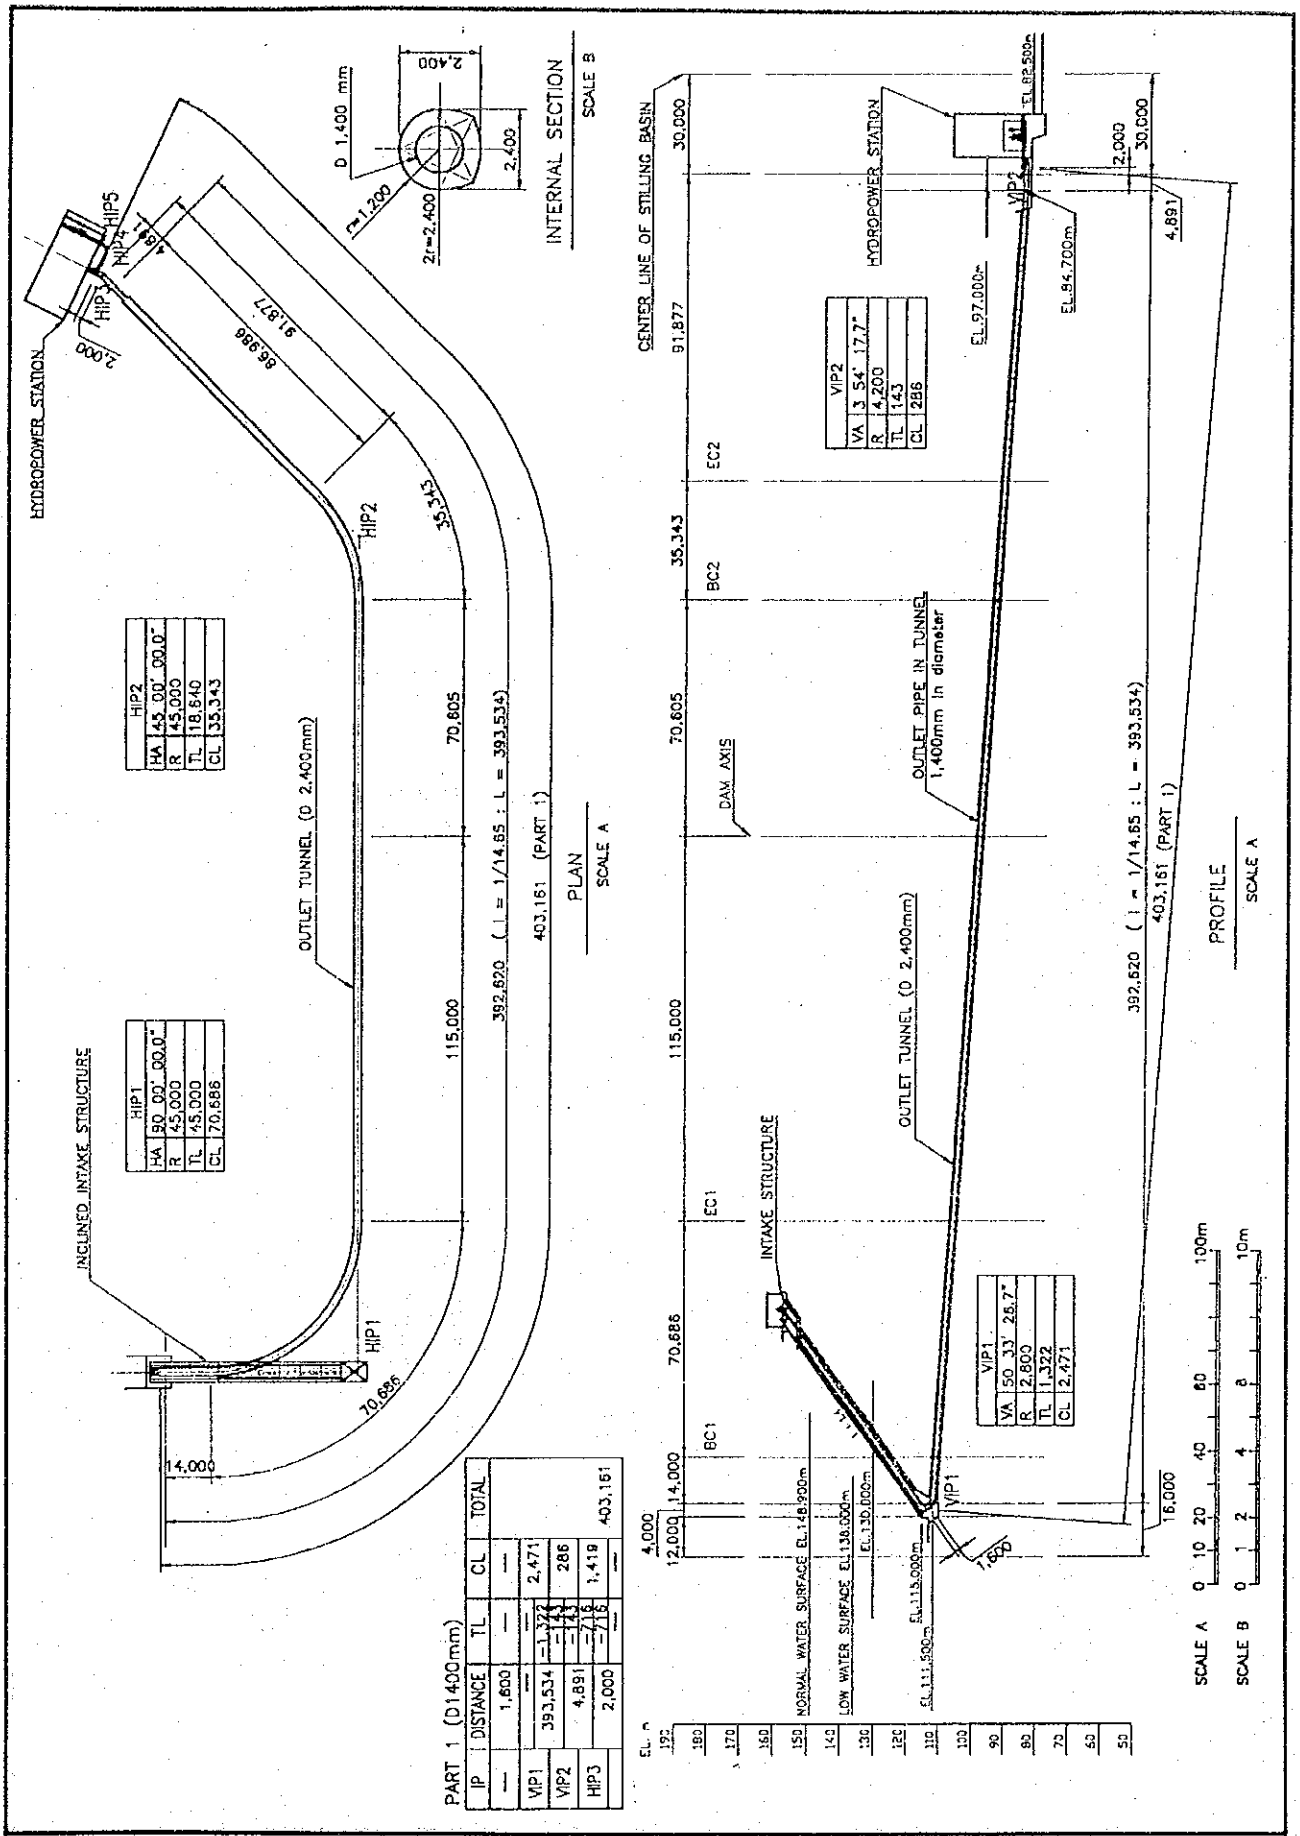 HYDROPOWER STATION
HIP3
HIP4
HIP5
2,000
4,891
86,986
91,877
35,343
HIP2
HIP2
HA 45 00' 00.0"
R 45,000
TL 18,640
CL 35,343
OUTLET TUNNEL (D 2,400mm)
70,605
115,000
392,620 ( I = 1/14.65 : L = 393,534)
403,161 (PART 1)
INCLINED INTAKE STRUCTURE
HIP1
HA 90 00' 00.0"
R 45,000
TL 45,000
CL 70,686
HIP1
70,686
14,000
PLAN
SCALE A
D 1,400 mm
2,400
2,400
r=1,200
2r=2,400
INTERNAL SECTION
SCALE B
PART 1 (D1400mm)
IP DISTANCE TL CL TOTAL
— 1,600 — —
VIP1 393,534 -1,322 2,471
VIP2 4,891 -143 -143 286
HIP3 2,000 -716 -716 1,419 403,161
CENTER LINE OF STILLING BASIN
4,000
12,000 14,000 70,686 115,000 70,605 35,343 91,877 30,000
BC1
EC1
DAM AXIS
BC2
EC2
HYDROPOWER STATION
EL.82.500m
VIP2
EL.97.000m
EL.84.700m
2,000
30,000
4,891
VIP2
VA 3 54' 17.7"
R 4,200
TL 143
CL 286
OUTLET PIPE IN TUNNEL
1,400mm in diameter
OUTLET TUNNEL (D 2,400mm)
INTAKE STRUCTURE
VIP1
VA 50 33' 26.7"
R 2,800
TL 1,322
CL 2,471
VIP1
1,600
16,000
NORMAL WATER SURFACE EL.148.900m
LOW WATER SURFACE EL.138.000m
EL.130.000m
EL.115.000m
EL.111.500m
392,620 ( I = 1/14.65 : L = 393,534)
403,161 (PART 1)
EL. m
190
180
170
160
150
140
130
120
110
100
90
80
70
60
50
PROFILE
SCALE A
SCALE A 0 10 20 40 60 100m
SCALE B 0 1 2 4 8 10m